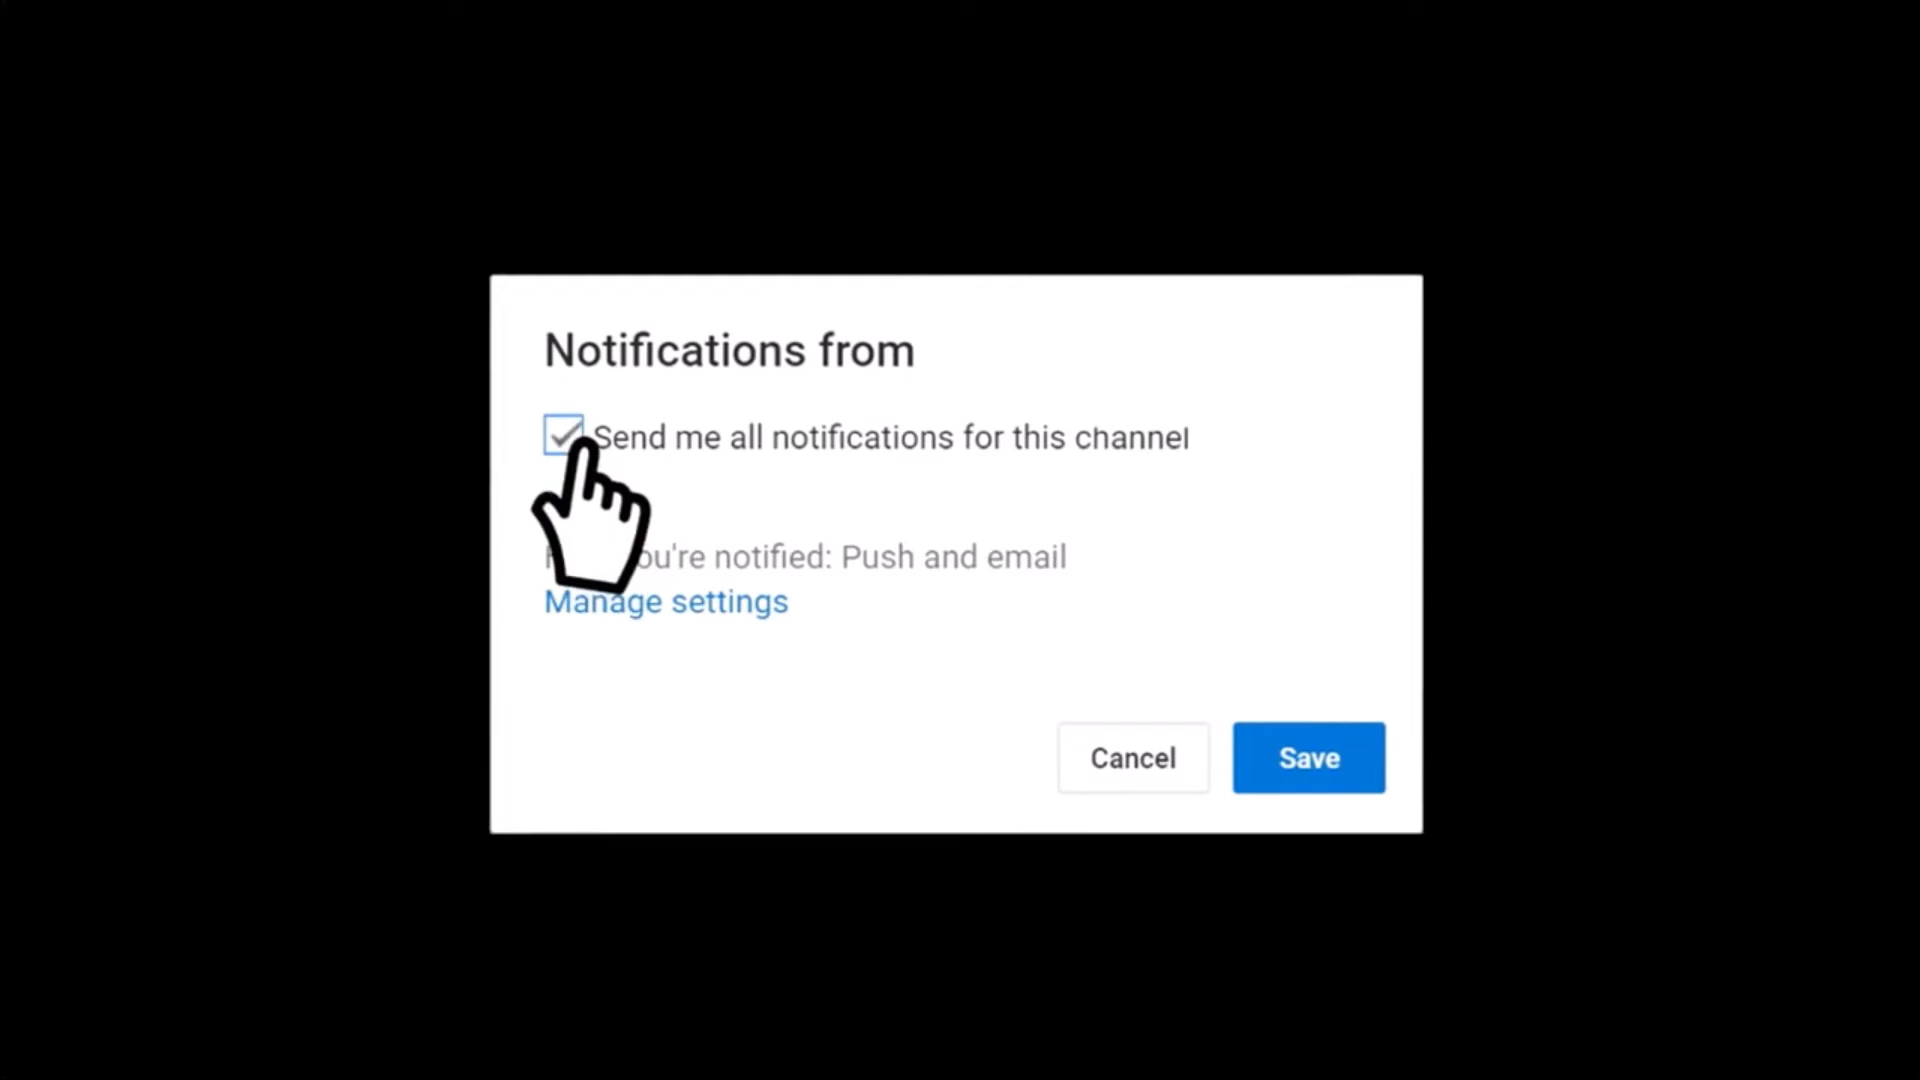 Notifications from
Send me all notifications for this channel
ou're notified: Push and email
Manage settings
Cancel
Save